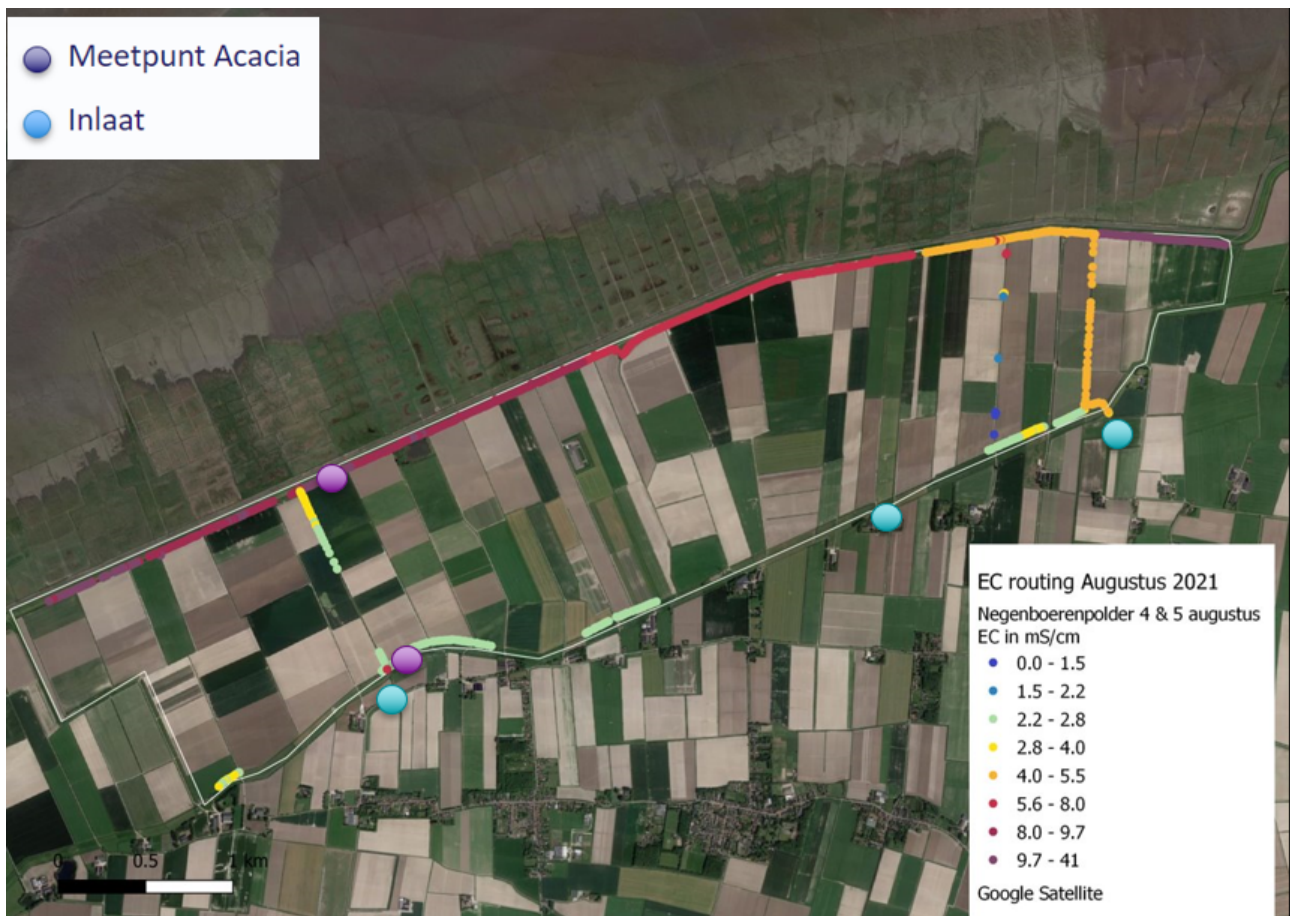 Meetpunt Acacia
Inlaat
EC routing Augustus 2021
Negenboerenpolder 4 & 5 augustus
EC in mS/cm
0.0 - 1.5
1.5 - 2.2
2.2 - 2.8
2.8 - 4.0
4.0 - 5.5
5.6 - 8.0
8.0 - 9.7
9.7 - 41
Google Satellite
0 0.5 1 km